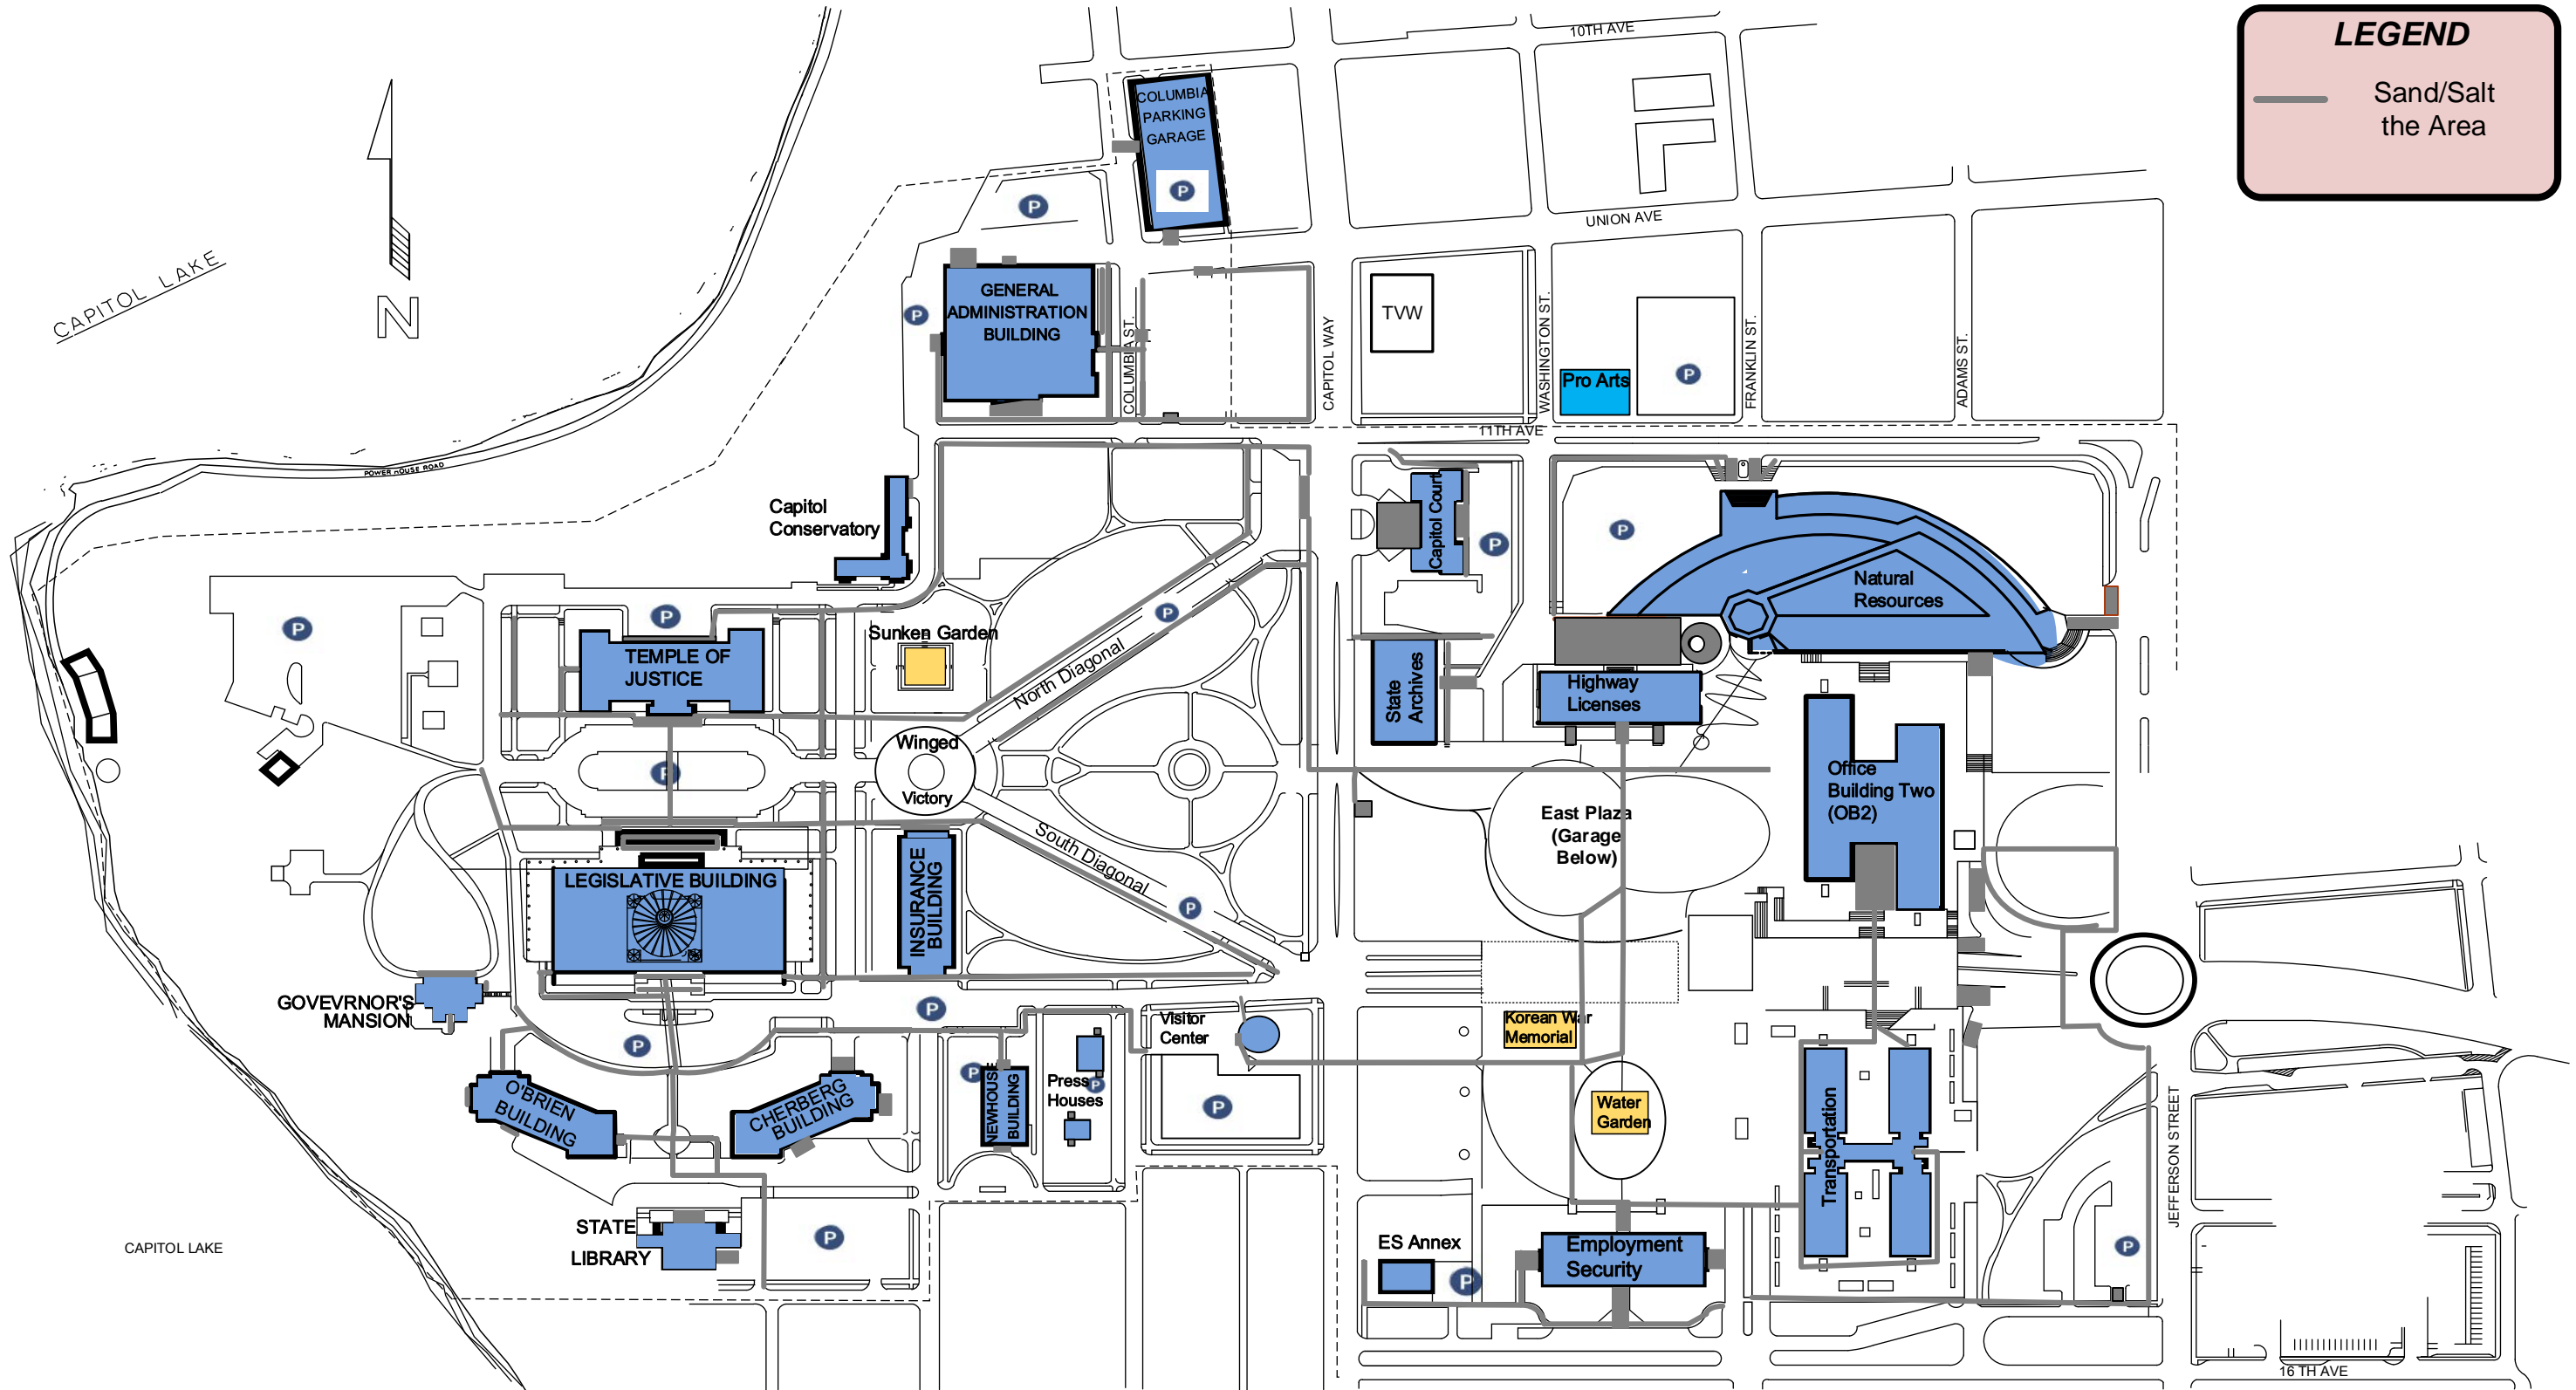 LEGEND
Sand/Salt
the Area
10TH AVE
COLUMBIA
PARKING
GARAGE
P
P
UNION AVE
CAPITOL LAKE
N
GENERAL
ADMINISTRATION
BUILDING
P
COLUMBIA ST.
CAPITOL WAY
TVW
WASHINGTON ST.
Pro Arts
P
FRANKLIN ST.
ADAMS ST.
11TH AVE
POWER HOUSE ROAD
Capitol
Conservatory
Capitol Court
P
P
Natural
Resources
P
P
P
Sunken Garden
TEMPLE OF
JUSTICE
North Diagonal
State
Archives
Highway
Licenses
Winged
Victory
P
Office
Building Two
(OB2)
East Plaza
(Garage
Below)
South Diagonal
LEGISLATIVE BUILDING
INSURANCE
BUILDING
P
GOVEVRNOR'S
MANSION
P
P
Visitor
Center
Korean War
Memorial
O'BRIEN
BUILDING
CHERBERG
BUILDING
P
NEWHOUSE
BUILDING
Press
Houses
P
P
Water
Garden
Transportation
JEFFERSON STREET
STATE
LIBRARY
P
CAPITOL LAKE
ES Annex
P
Employment
Security
P
16 TH AVE